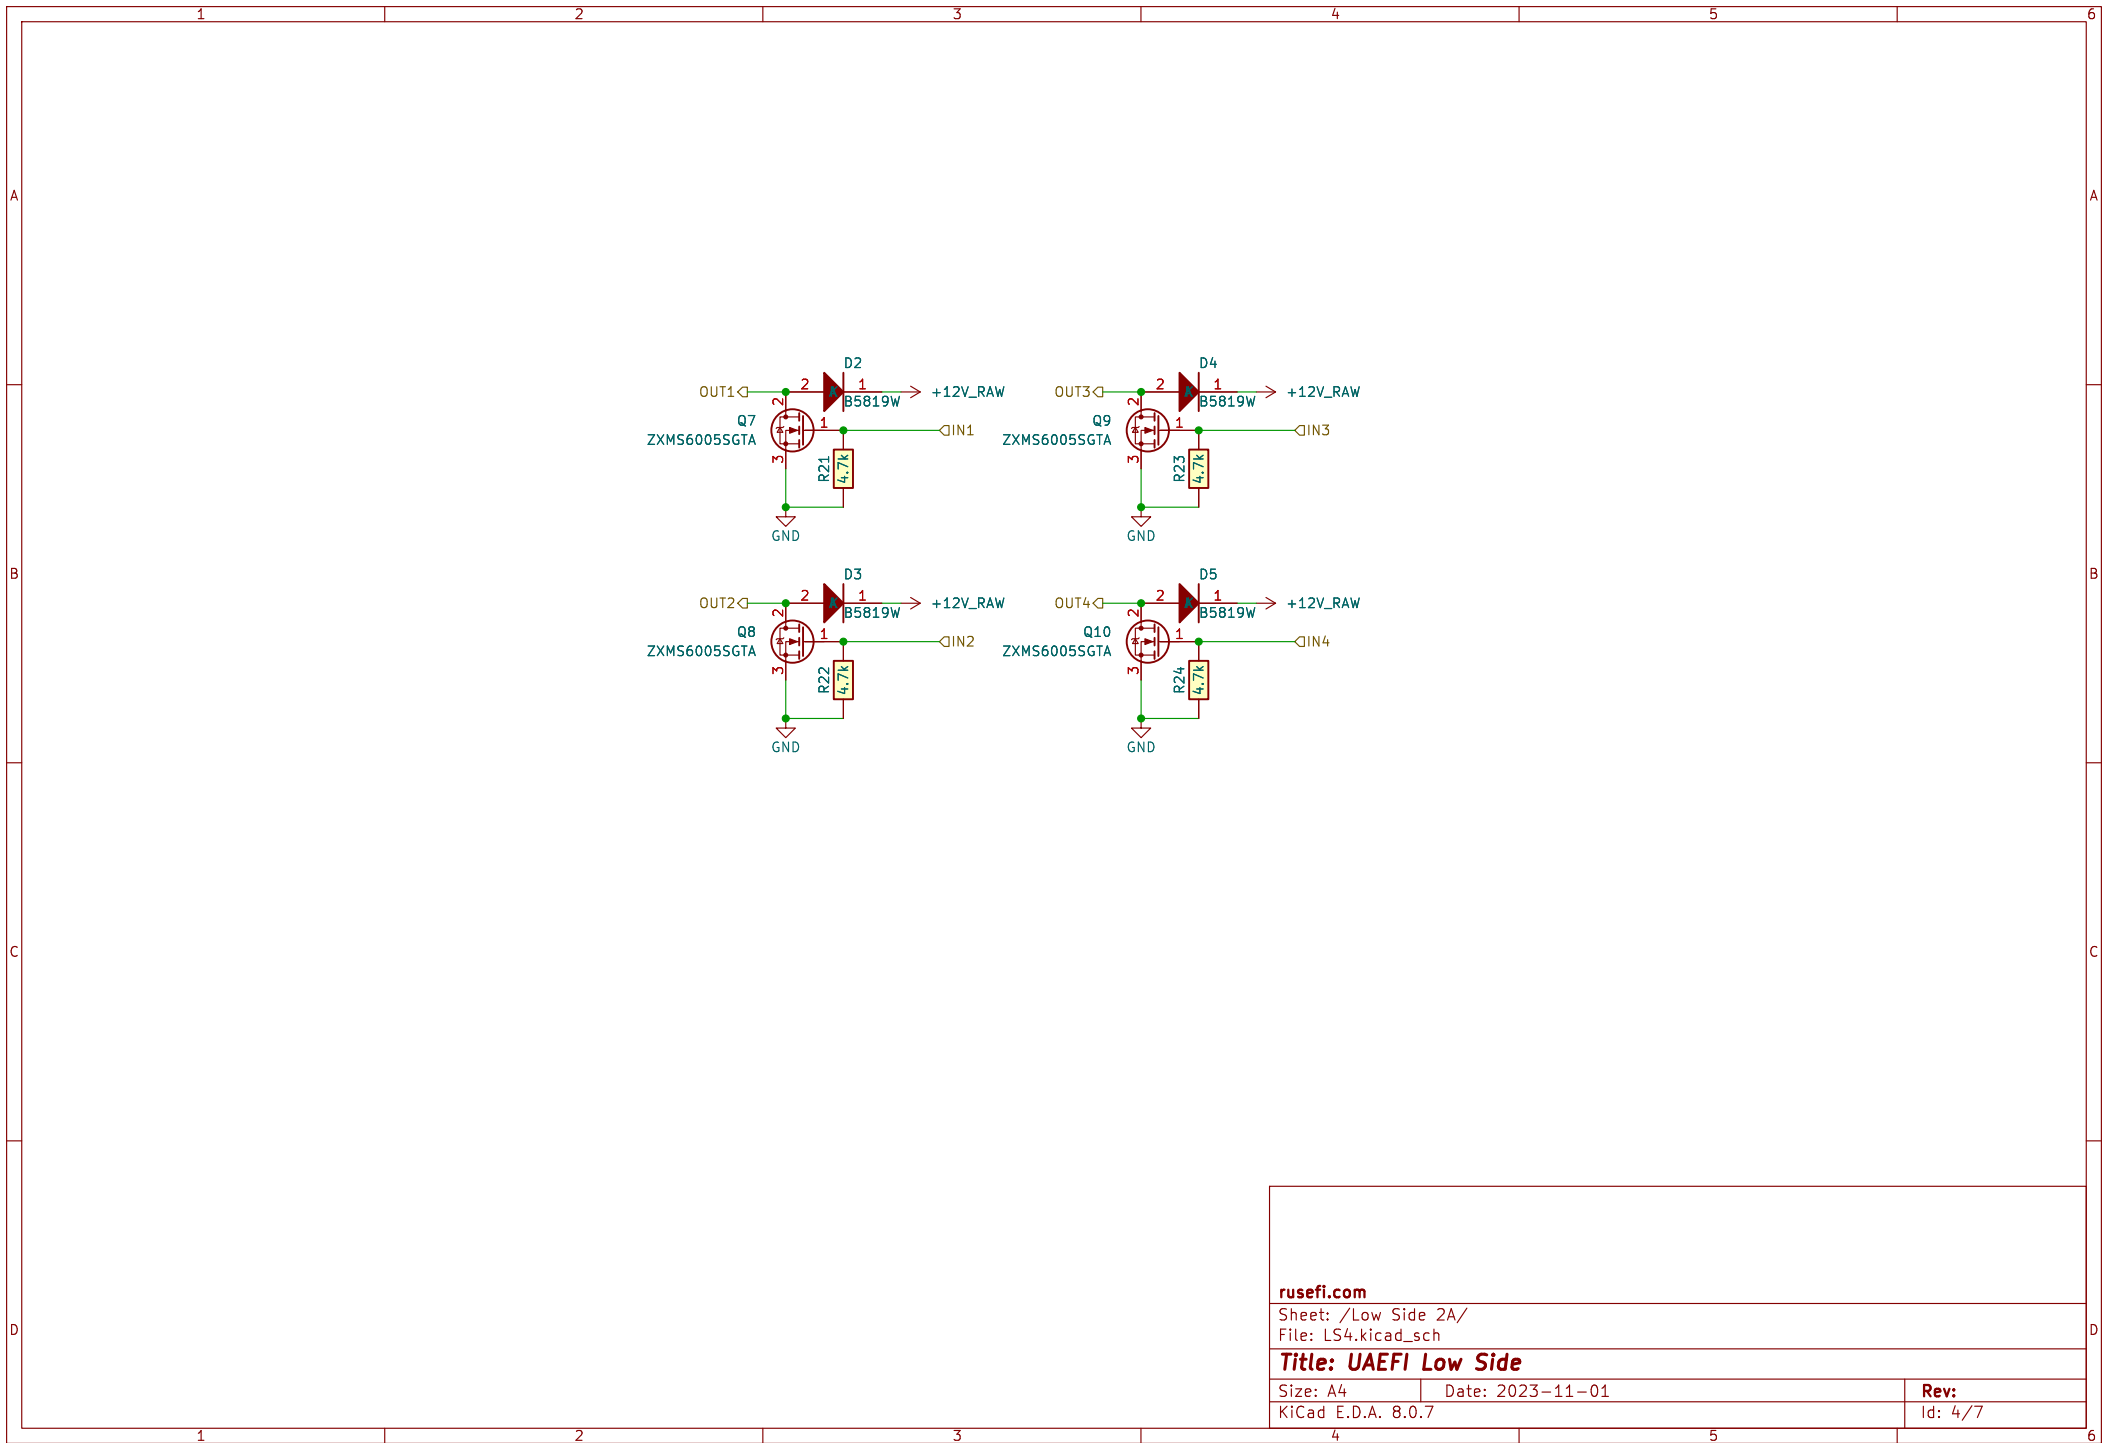 1 2 3 4 5 6
A A
D2
OUT1 2 1 +12V_RAW
B5819W
Q7 2 1 IN1
ZXMS6005SGTA
3 R21 4.7k
GND
D4
OUT3 2 1 +12V_RAW
B5819W
Q9 2 1 IN3
ZXMS6005SGTA
3 R23 4.7k
GND
B B
D3
OUT2 2 1 +12V_RAW
B5819W
Q8 2 1 IN2
ZXMS6005SGTA
3 R22 4.7k
GND
D5
OUT4 2 1 +12V_RAW
B5819W
Q10 2 1 IN4
ZXMS6005SGTA
3 R24 4.7k
GND
C C
D D
rusefi.com
Sheet: /Low Side 2A/
File: LS4.kicad_sch
Title: UAEFI Low Side
Size: A4 Date: 2023-11-01 Rev:
KiCad E.D.A. 8.0.7 Id: 4/7
1 2 3 4 5 6